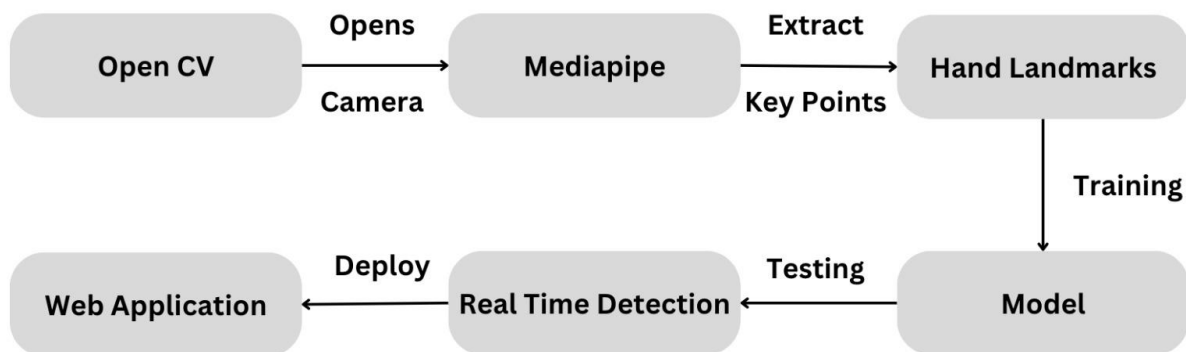 Open CV
Opens
Camera
Mediapipe
Extract
Key Points
Hand Landmarks
Training
Model
Testing
Real Time Detection
Deploy
Web Application